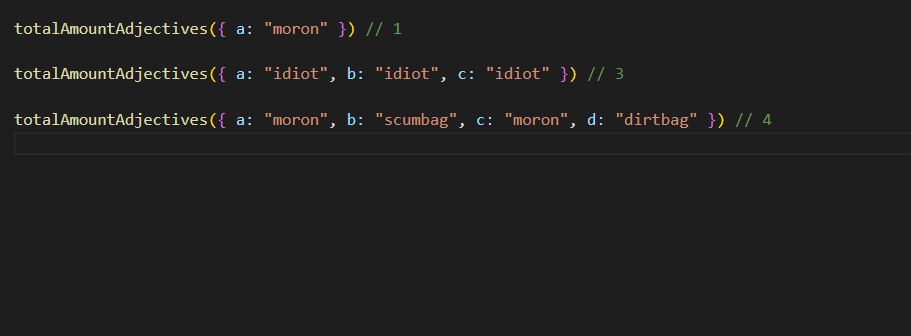 totalAmountAdjectives({ a: "moron" }) // 1
totalAmountAdjectives({ a: "idiot", b: "idiot", c: "idiot" }) // 3
totalAmountAdjectives({ a: "moron", b: "scumbag", c: "moron", d: "dirtbag" }) // 4